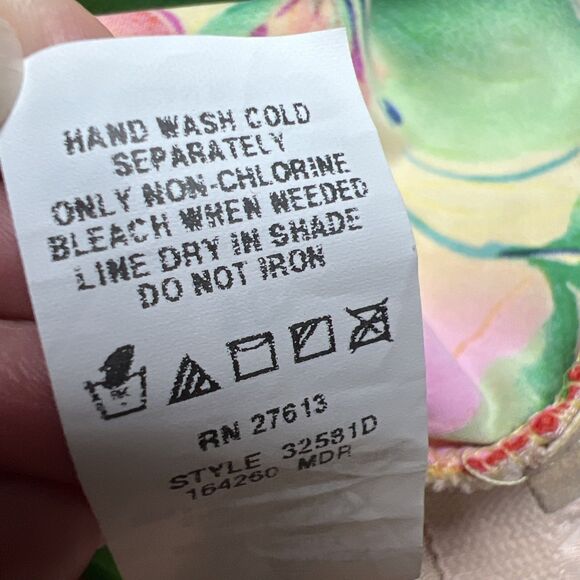 HAND WASH COLD
SEPARATELY
ONLY NON-CHLORINE
BLEACH WHEN NEEDED
LINE DRY IN SHADE
DO NOT IRON
RN 27613
STYLE 32581D
164260 MDR